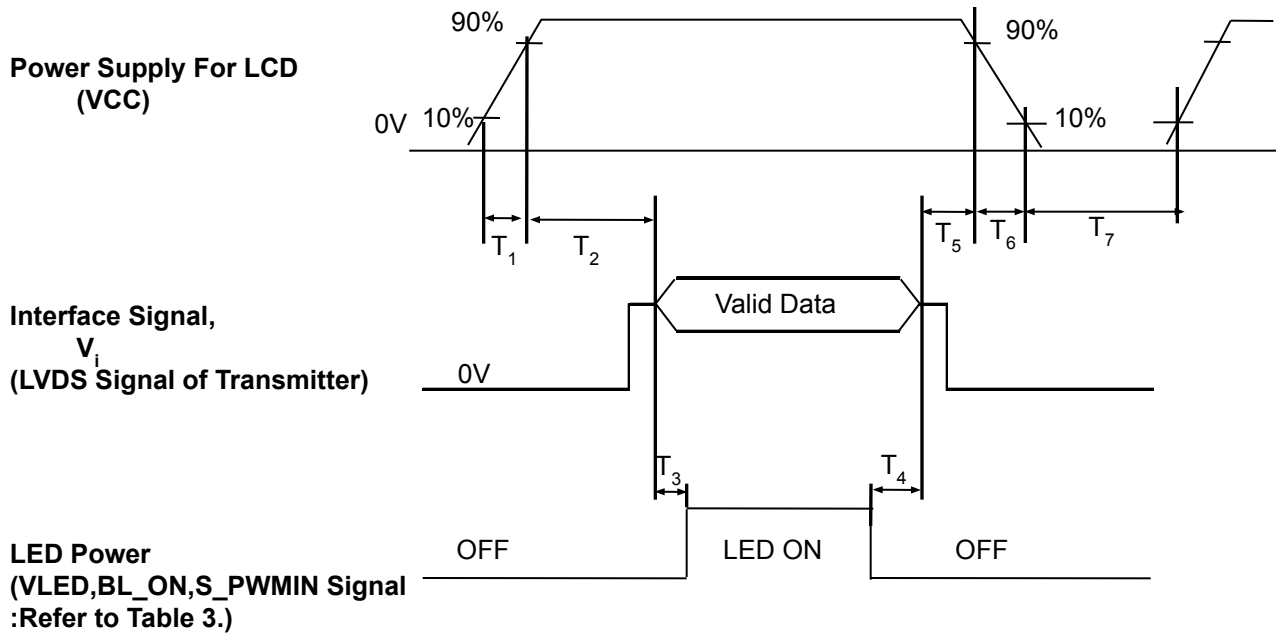 90%
90%
Power Supply For LCD
(VCC)
0V
10%
10%
T1
T2
T5
T6
T7
Valid Data
Interface Signal,
Vi
(LVDS Signal of Transmitter)
0V
T3
T4
LED Power
OFF
LED ON
OFF
(VLED,BL_ON,S_PWMIN Signal
:Refer to Table 3.)